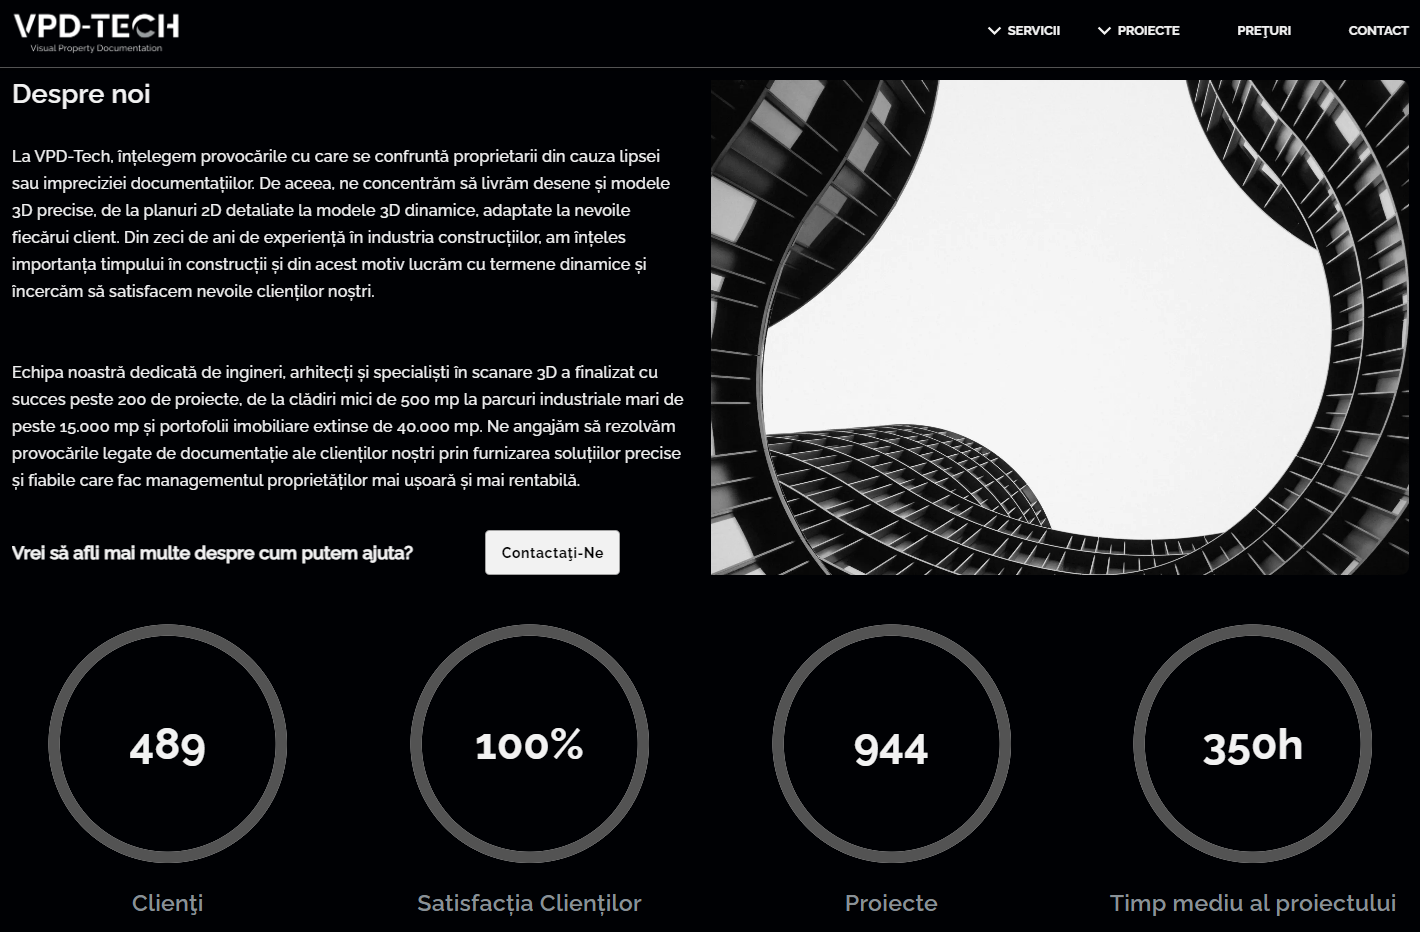 VPD-TECH
Visual Property Documentation
SERVICII
PROIECTE
PREŢURI
CONTACT
Despre noi
La VPD-Tech, înțelegem provocările cu care se confruntă proprietarii din cauza lipsei
sau impreciziei documentațiilor. De aceea, ne concentrăm să livrăm desene și modele
3D precise, de la planuri 2D detaliate la modele 3D dinamice, adaptate la nevoile
fiecărui client. Din zeci de ani de experiență în industria construcțiilor, am înțeles
importanța timpului în construcții și din acest motiv lucrăm cu termene dinamice și
încercăm să satisfacem nevoile clienților noștri.
Echipa noastră dedicată de ingineri, arhitecți și specialiști în scanare 3D a finalizat cu
succes peste 200 de proiecte, de la clădiri mici de 500 mp la parcuri industriale mari de
peste 15.000 mp și portofolii imobiliare extinse de 40.000 mp. Ne angajăm să rezolvăm
provocările legate de documentație ale clienților noștri prin furnizarea soluțiilor precise
și fiabile care fac managementul proprietăților mai ușoară și mai rentabilă.
Vrei să afli mai multe despre cum putem ajuta?
Contactaţi-Ne
489
100%
944
350h
Clienţi
Satisfacția Clienților
Proiecte
Timp mediu al proiectului